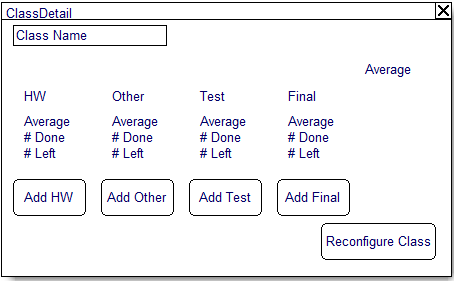 ClassDetail
Class Name
Average
HW Other Test Final
Average Average Average Average
# Done # Done # Done # Done
# Left # Left # Left # Left
Add HW Add Other Add Test Add Final
Reconfigure Class